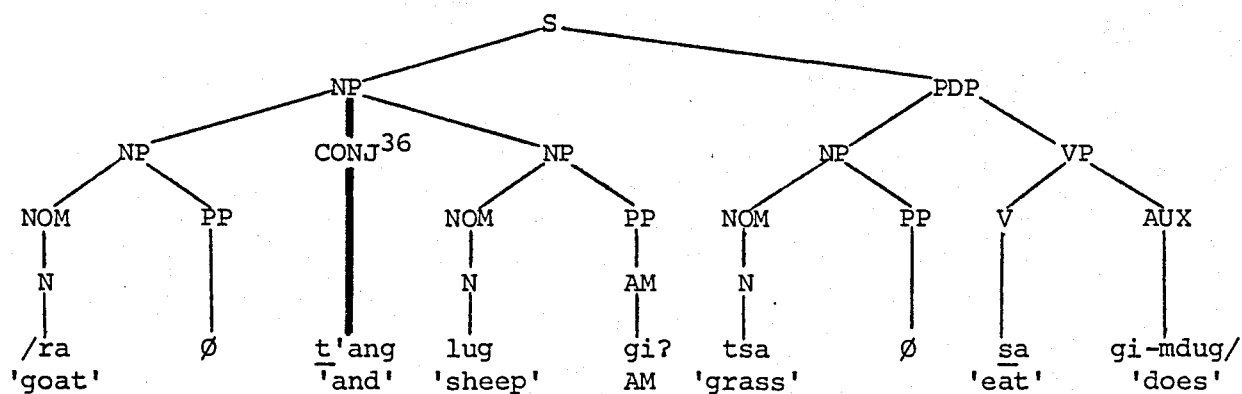 S
NP PDP
NP CONJ36 NP NP VP
NOM PP NOM PP NOM PP V AUX
N N AM N
/ra Ø t'ang lug gi? tsa Ø sa gi-mdug/
'goat' 'and' 'sheep' AM 'grass' 'eat' 'does'